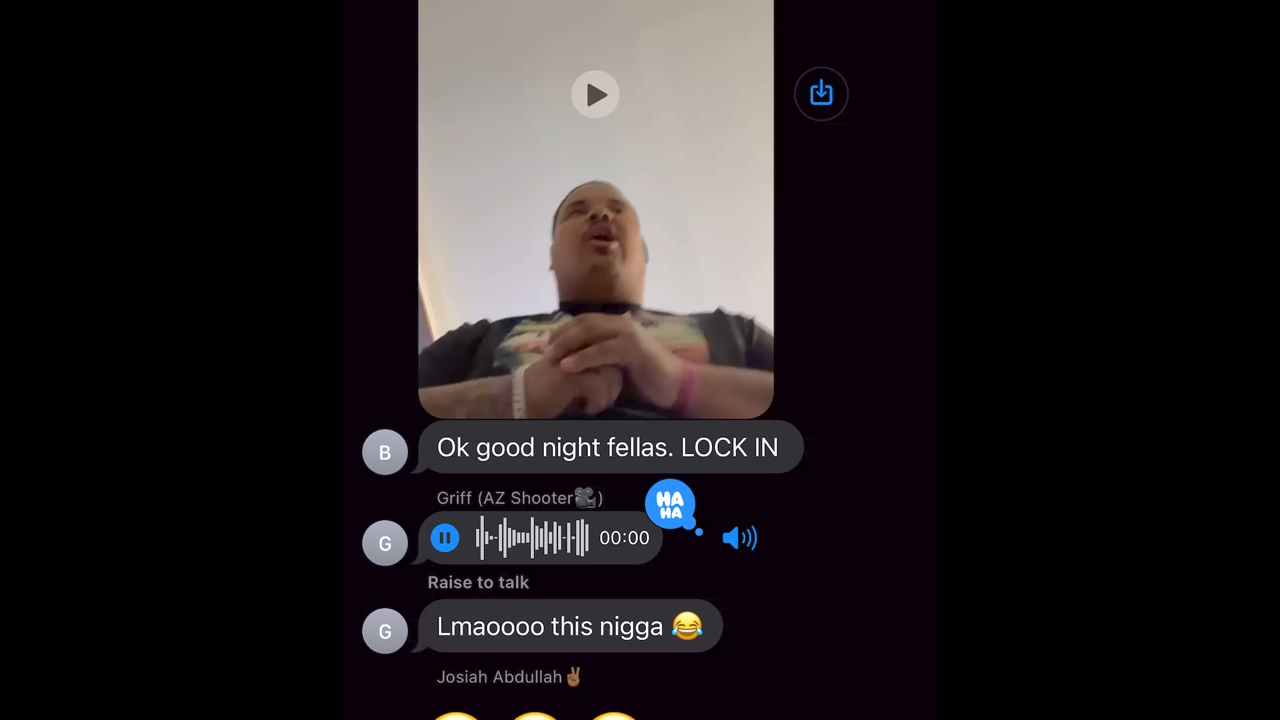 B
Ok good night fellas. LOCK IN
Griff (AZ Shooter🎥)
HA
HA
G
00:00
Raise to talk
G
Lmaoooo this nigga 😂
Josiah Abdullah✌🏾